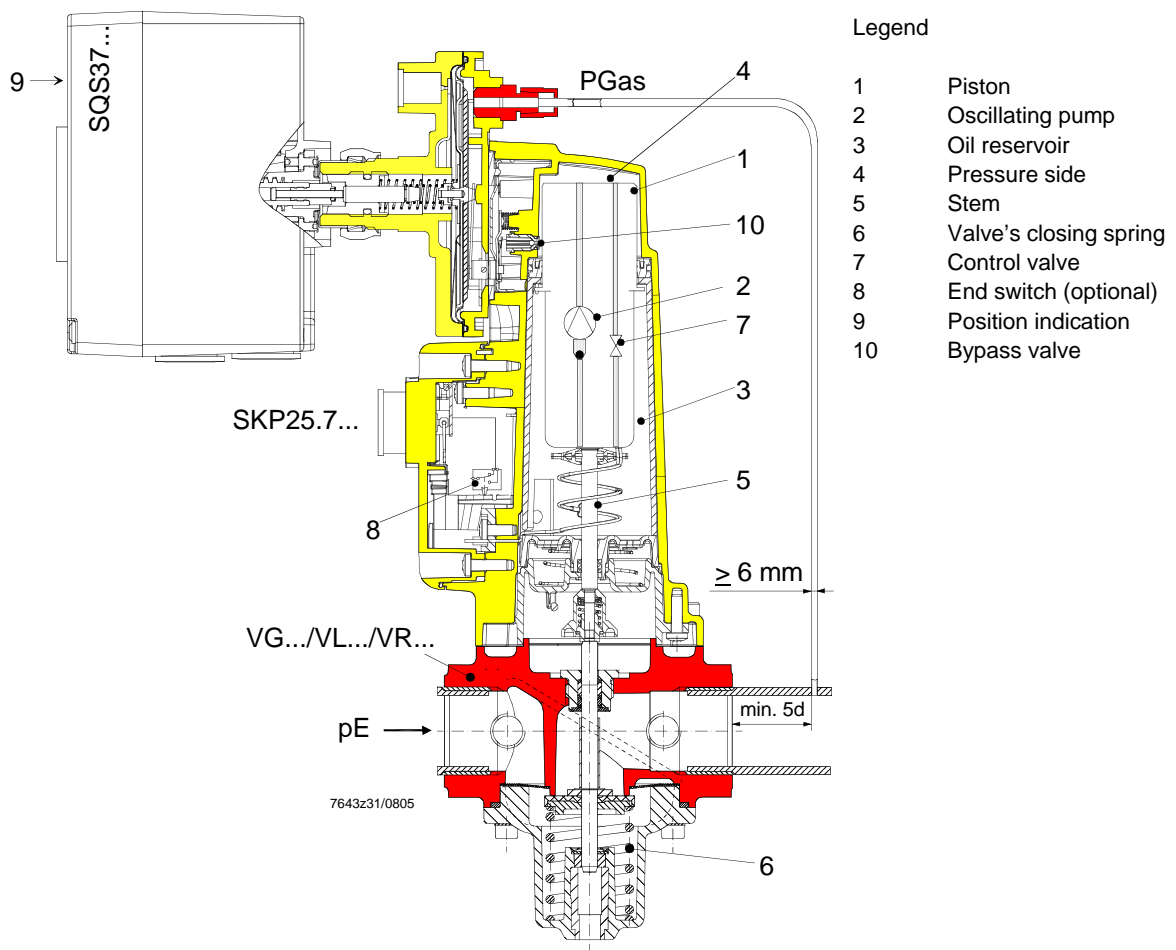 Legend
1 Piston
2 Oscillating pump
3 Oil reservoir
4 Pressure side
5 Stem
6 Valve's closing spring
7 Control valve
8 End switch (optional)
9 Position indication
10 Bypass valve
SQS37...
9
PGas
4
1
10
2
7
3
SKP25.7...
5
8
≥ 6 mm
VG.../VL.../VR...
min. 5d
pE
7643z31/0805
6